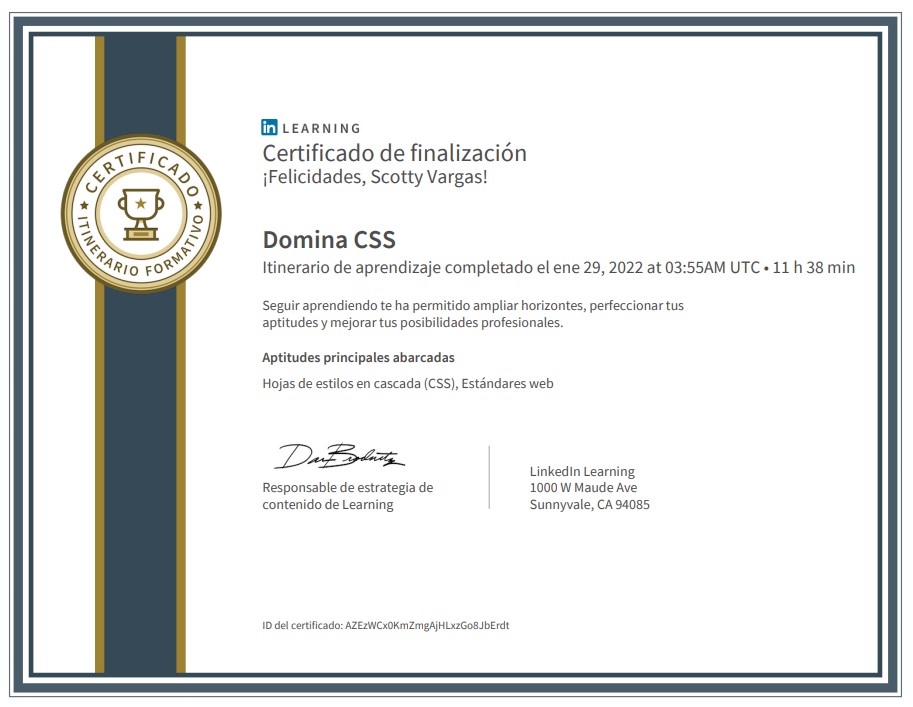 CERTIFICADO
ITINERARIO FORMATIVO
in LEARNING
Certificado de finalización
¡Felicidades, Scotty Vargas!
Domina CSS
Itinerario de aprendizaje completado el ene 29, 2022 at 03:55AM UTC • 11 h 38 min
Seguir aprendiendo te ha permitido ampliar horizontes, perfeccionar tus
aptitudes y mejorar tus posibilidades profesionales.
Aptitudes principales abarcadas
Hojas de estilos en cascada (CSS), Estándares web
Responsable de estrategia de
contenido de Learning
LinkedIn Learning
1000 W Maude Ave
Sunnyvale, CA 94085
ID del certificado: AZEzWCx0KmZmgAjHLxzGo8JbErdt